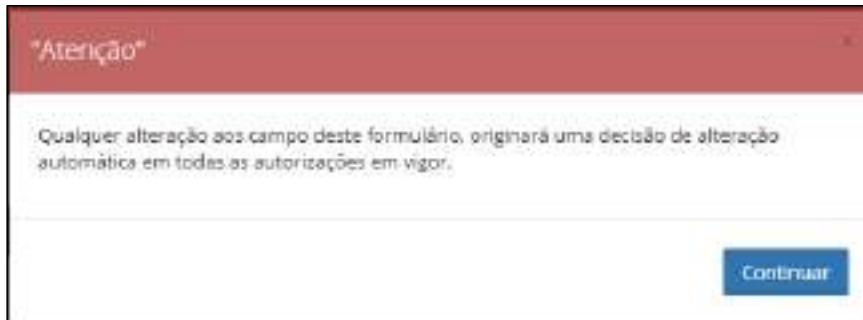 "Atenção"
Qualquer alteração aos campo deste formulário, originará uma decisão de alteração
automática em todas as autorizações em vigor.
Continuar